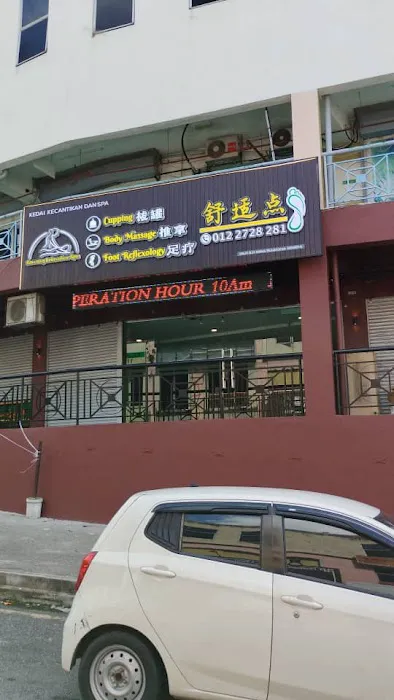 KEDAI KECANTIKAN DAN SPA
Cupping 拔罐
Body Massage 推拿
Foot Reflexology 足疗
舒适点
012 2728 281
PERATION HOUR 10Am